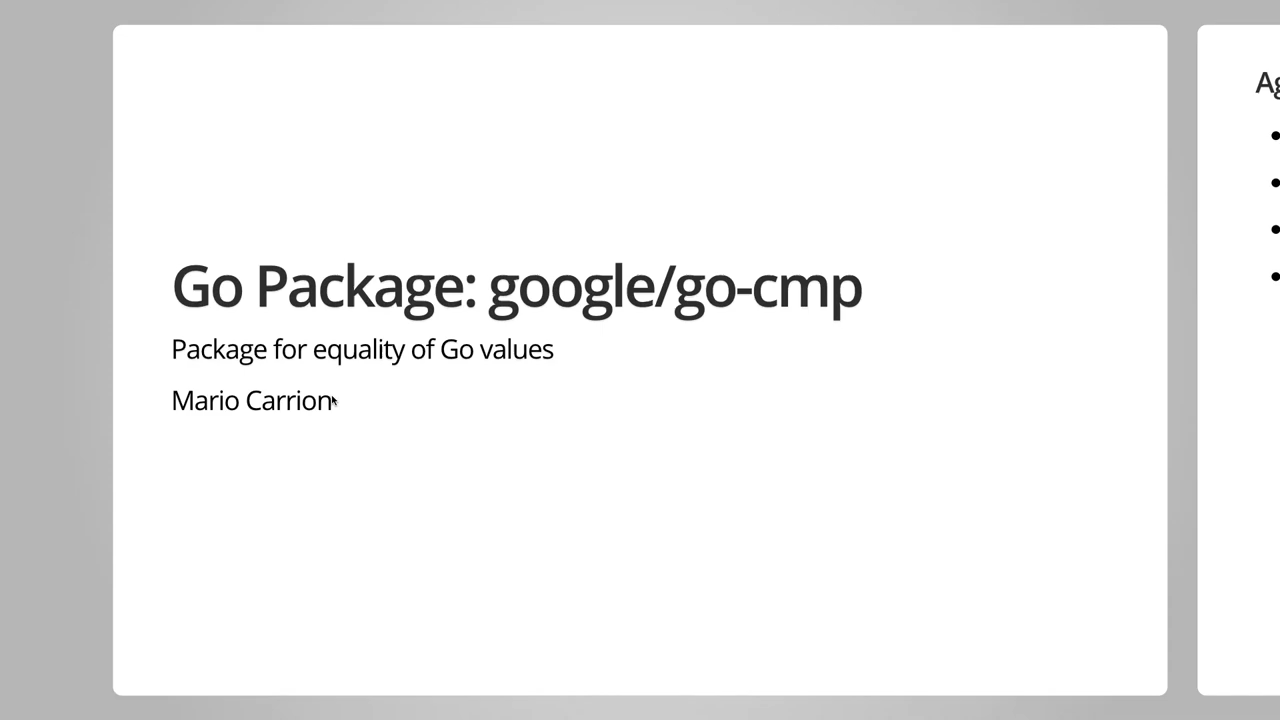 Go Package: google/go-cmp
Package for equality of Go values
Mario Carrion